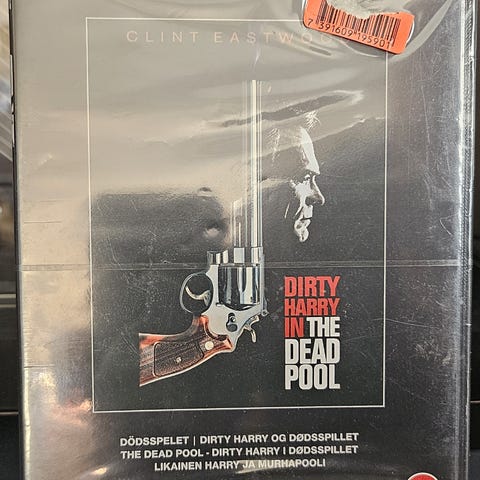 CLINT EASTWOOD
7391609195901
DIRTY
HARRY
IN THE
DEAD
POOL
DÖDSSPELET | DIRTY HARRY OG DØDSSPILLET
THE DEAD POOL - DIRTY HARRY I DØDSSPILLET
LIKAINEN HARRY JA MURHAPOOLI